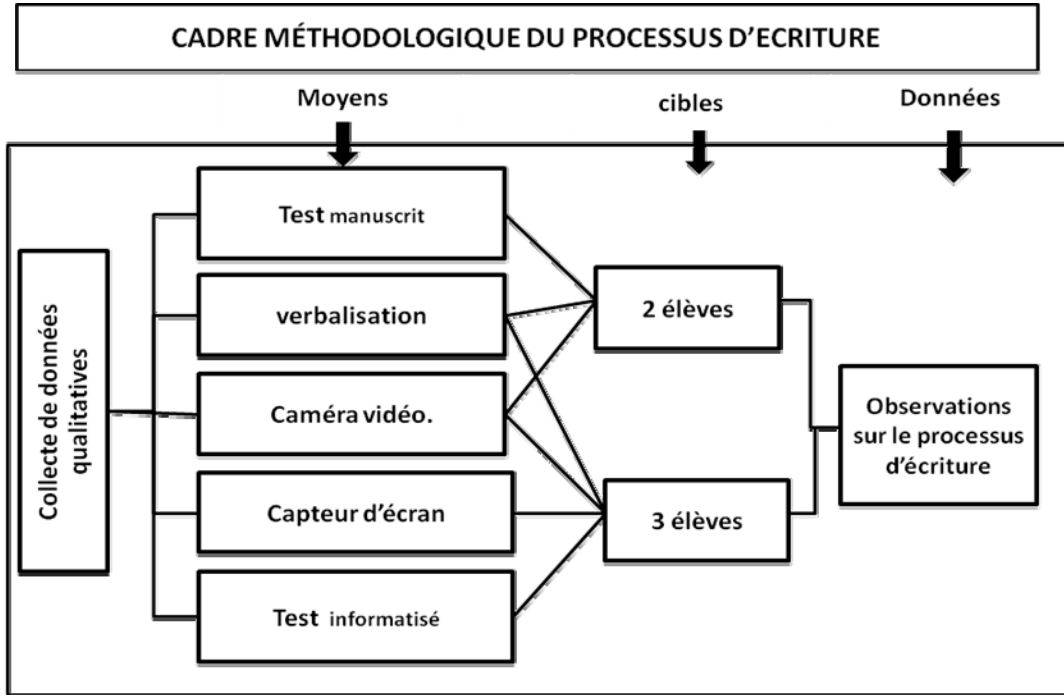 CADRE MÉTHODOLOGIQUE DU PROCESSUS D'ECRITURE
Moyens
cibles
Données
Collecte de données
qualitatives
Test manuscrit
verbalisation
Caméra vidéo.
Capteur d'écran
Test informatisé
2 élèves
3 élèves
Observations
sur le processus
d'écriture